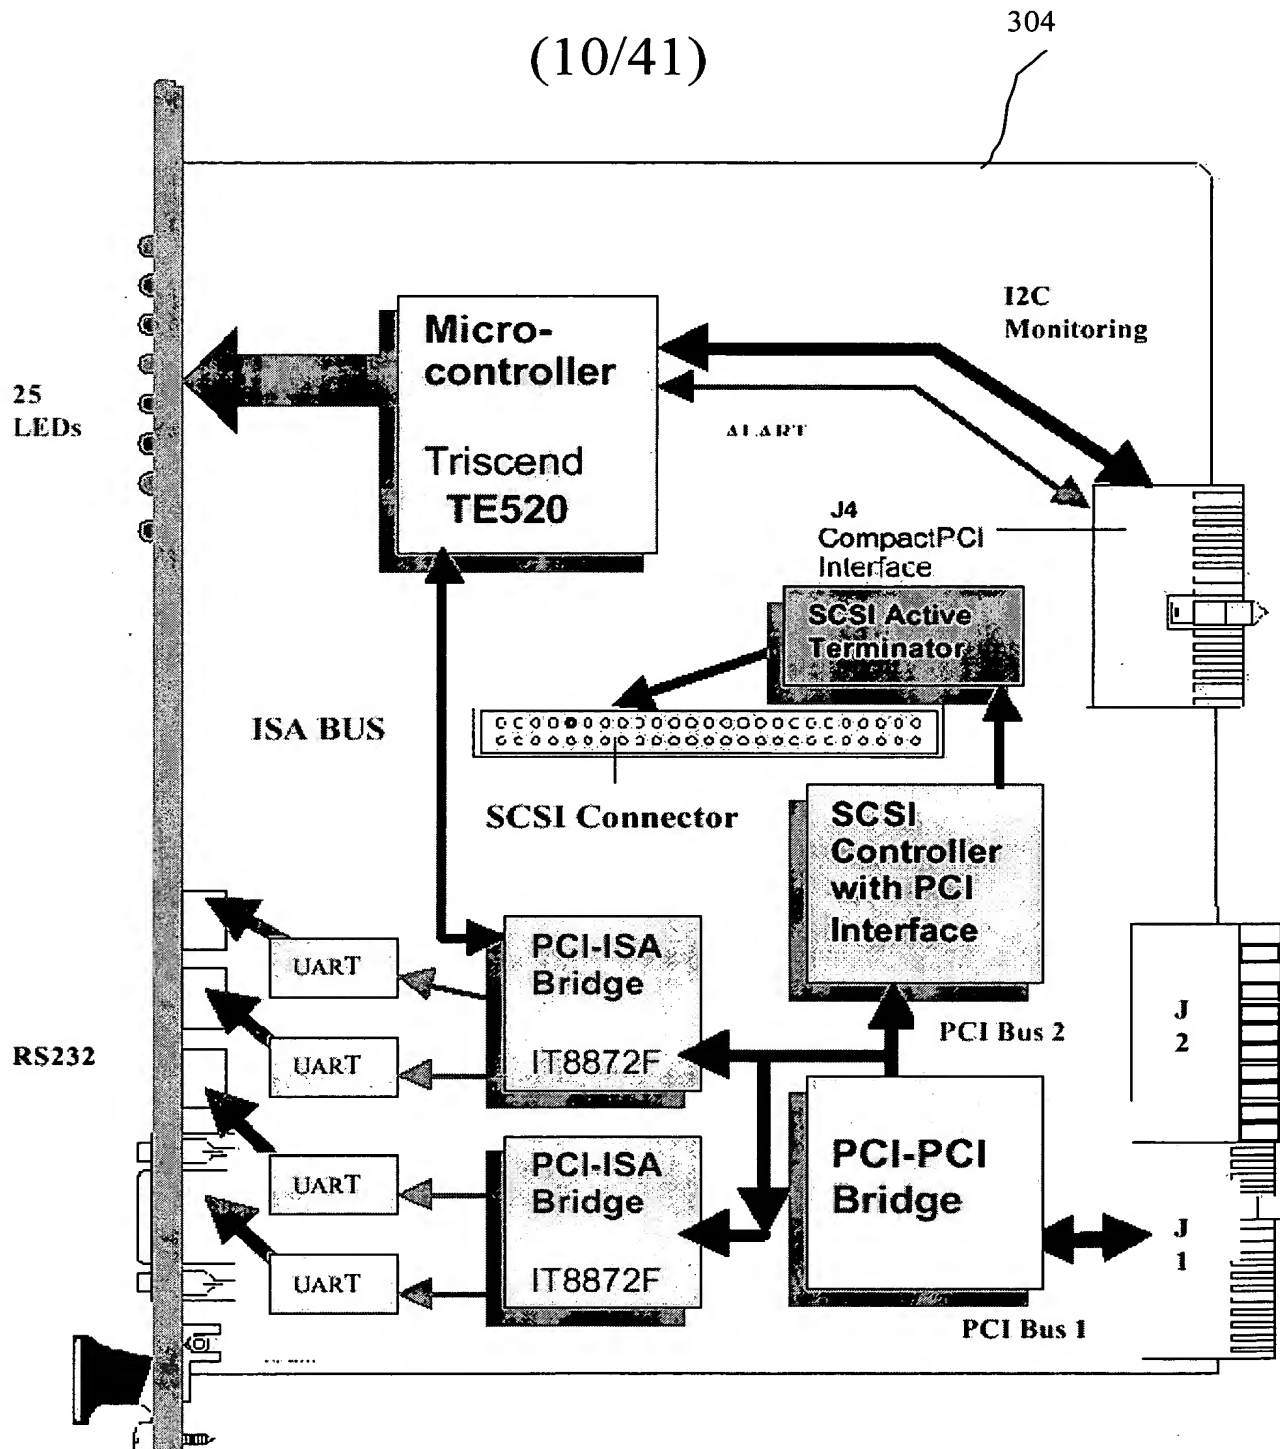 304
(10/41)
I2C
Monitoring
Micro-
controller
Triscend
TE520
25
LEDs
ALART
J4
CompactPCI
Interface
SCSI Active
Terminator
ISA BUS
SCSI Connector
SCSI
Controller
with PCI
Interface
PCI-ISA
Bridge
IT8872F
UART
UART
RS232
PCI Bus 2
J
2
PCI-PCI
Bridge
PCI-ISA
Bridge
IT8872F
UART
UART
J
1
PCI Bus 1